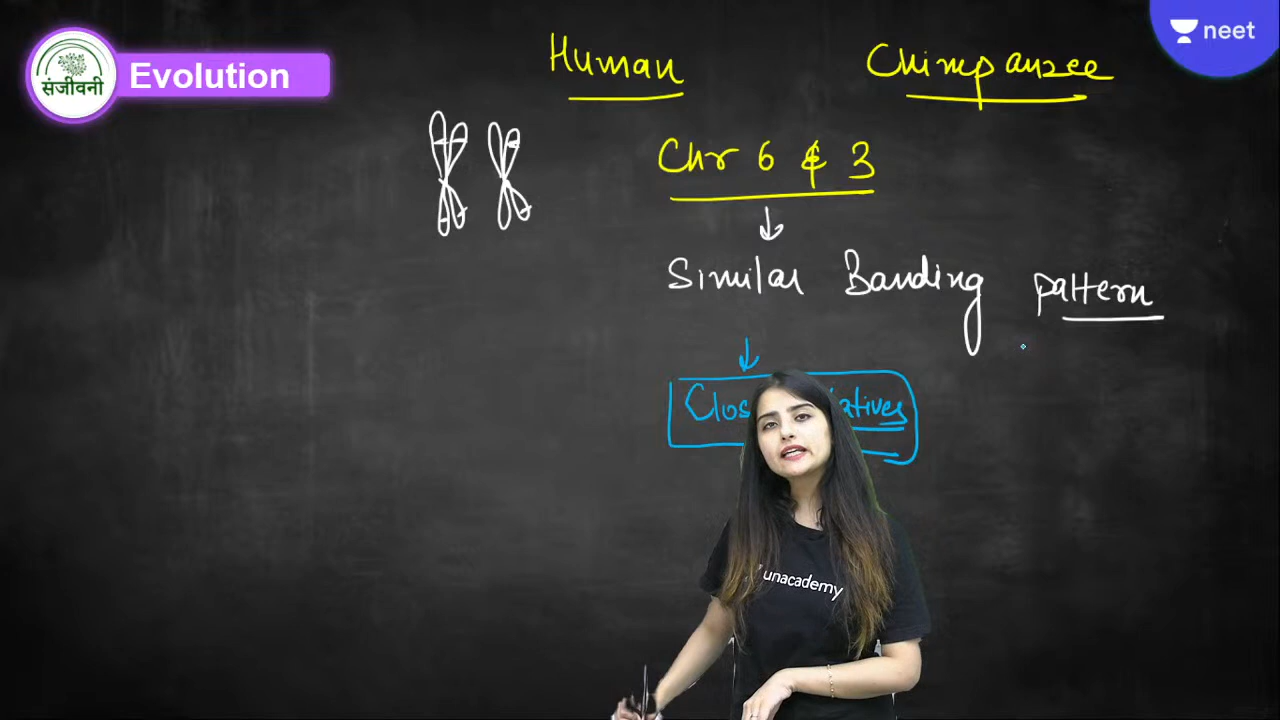 संजीवनी
Evolution
neet
Human
Chimpanzee
Chr 6 & 3
↓
Similar Banding pattern
↓
unacademy